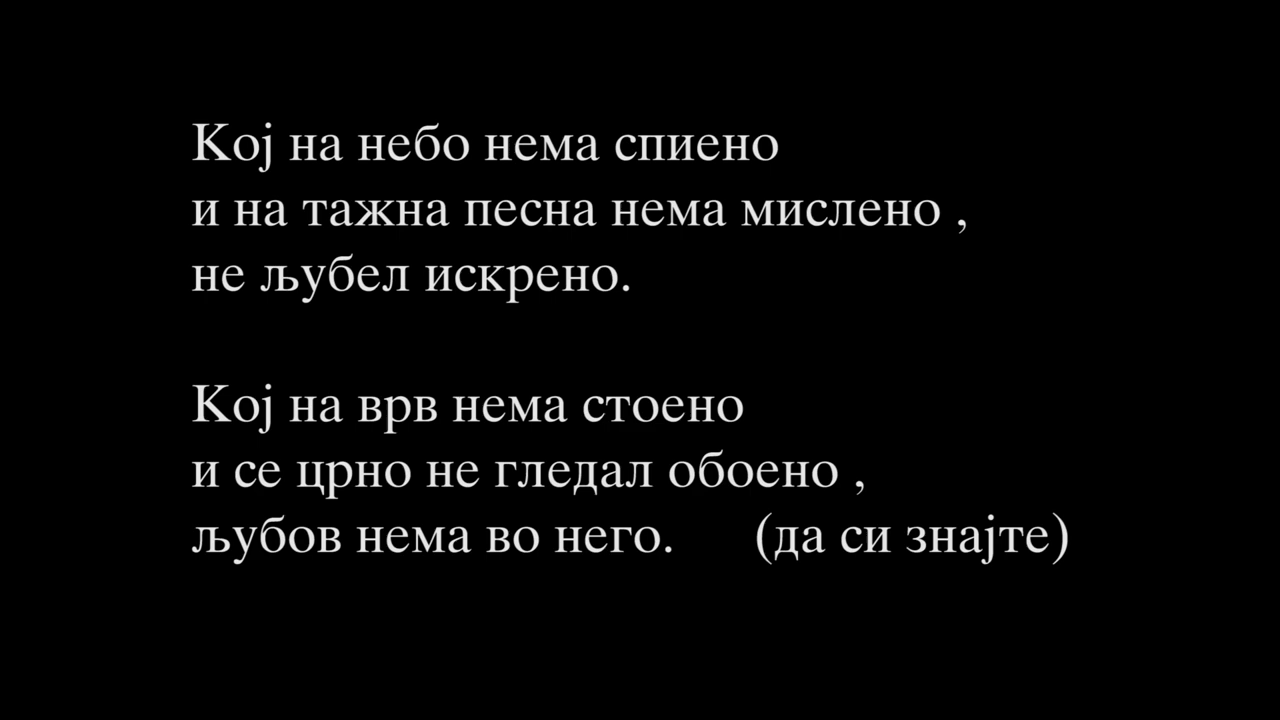 Кој на небо нема спиено
и на тажна песна нема мислено ,
не љубел искрено.
Кој на врв нема стоено
и се црно не гледал обоено ,
љубов нема во него. (да си знајте)